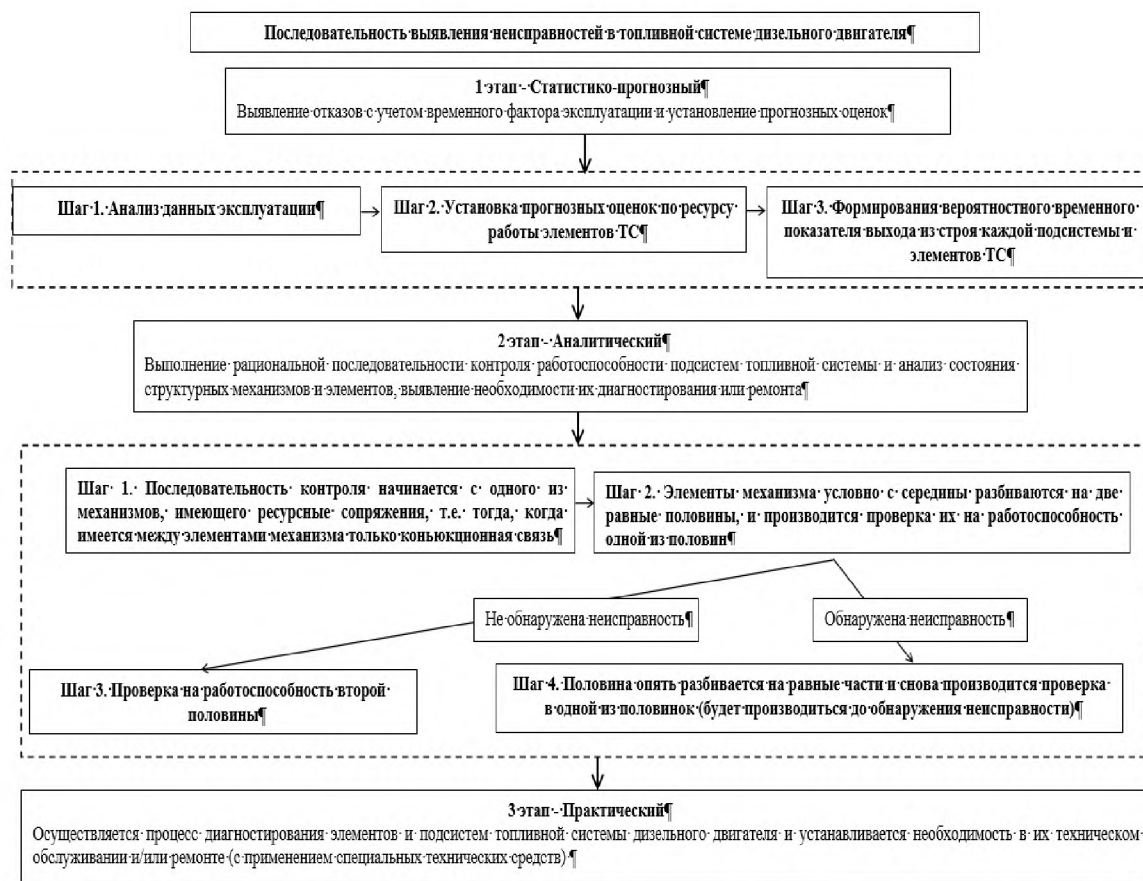 Последовательность выявления неисправностей в топливной системе дизельного двигателя¶
1 этап - Статистико-прогнозный¶
Выявление отказов с учетом временного фактора эксплуатации и установление прогнозных оценок¶
Шаг 1. Анализ данных эксплуатации¶
Шаг 2. Установка прогнозных оценок по ресурсу
работы элементов ТС¶
Шаг 3. Формирования вероятностного временного
показателя выхода из строя каждой подсистемы и
элементов ТС¶
2 этап - Аналитический¶
Выполнение рациональной последовательности контроля работоспособности подсистем топливной системы и анализ состояния
структурных механизмов и элементов, выявление необходимости их диагностирования или ремонта¶
Шаг 1. Последовательность контроля начинается с одного из
механизмов, имеющего ресурсные сопряжения, т.е. тогда, когда
имеется между элементами механизма только коньюкционная связь¶
Шаг 2. Элементы механизма условно с середины разбиваются на две
равные половины, и производится проверка их на работоспособность
одной из половин¶
Не обнаружена неисправность¶
Обнаружена неисправность¶
Шаг 3. Проверка на работоспособность второй
половины¶
Шаг 4. Половина опять разбивается на равные части и снова производится проверка
в одной из половинок (будет производиться до обнаружения неисправности)¶
3 этап - Практический¶
Осуществляется процесс диагностирования элементов и подсистем топливной системы дизельного двигателя и устанавливается необходимость в их техническом
обслуживании и/или ремонте (с применением специальных технических средств) ¶